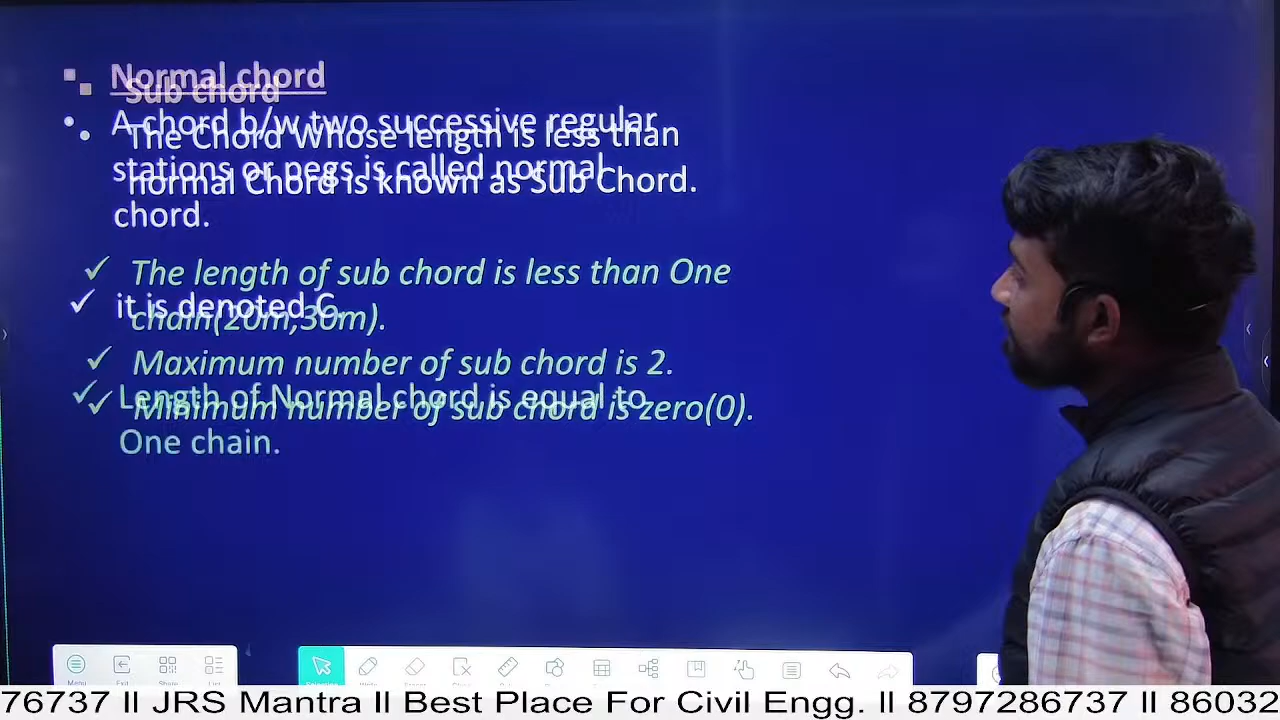 Normal chord
A chord b/w two successive regular
stations or pegs is called normal
chord.
it is denoted C.
Length of Normal chord is equal to
One chain.
Sub chord
The Chord Whose length is less than
normal Chord is known as Sub Chord.
The length of sub chord is less than One
chain(20m,30m).
Maximum number of sub chord is 2.
Minimum number of sub chord is zero(0).
Menu Exit Share List
76737 ll JRS Mantra ll Best Place For Civil Engg. ll 8797286737 ll 86032